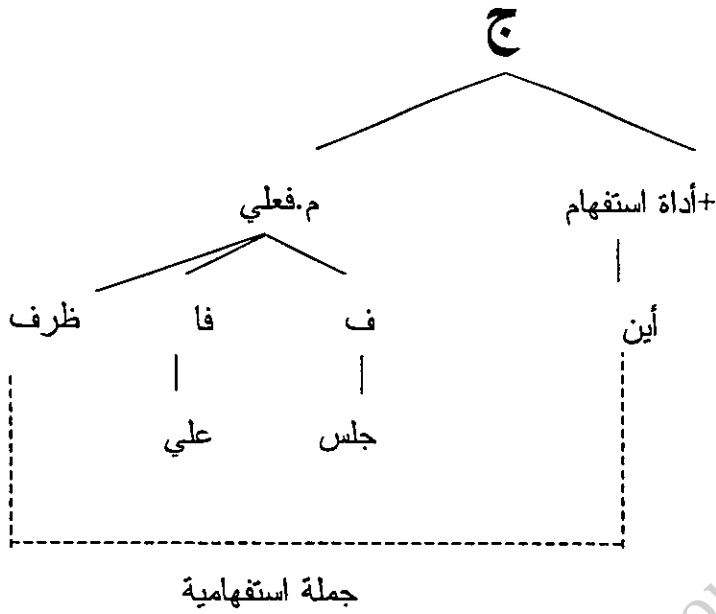 ج
+أداة استفهام م.فعلي
أين ف فا ظرف
جلس علي
جملة استفهامية